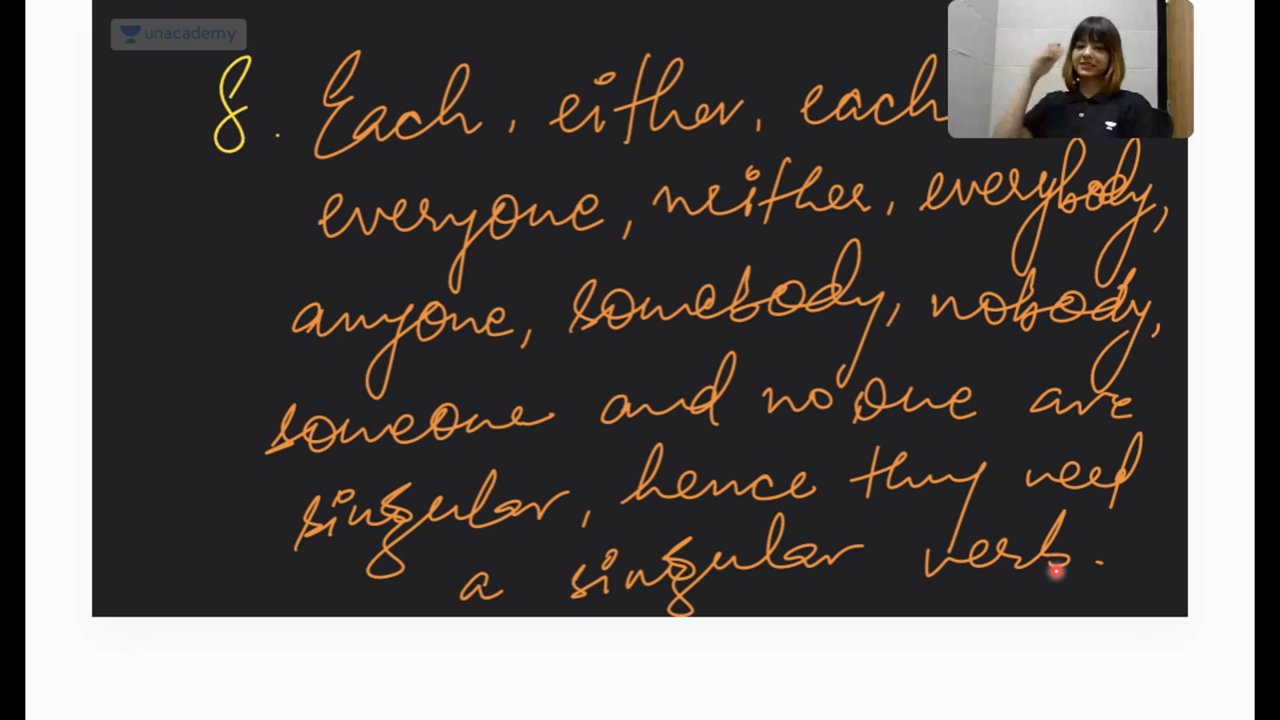 unacademy
8. Each, either, each
everyone, neither, everybody,
anyone, somebody, nobody,
someone and no one are
singular, hence they need
a singular verb.